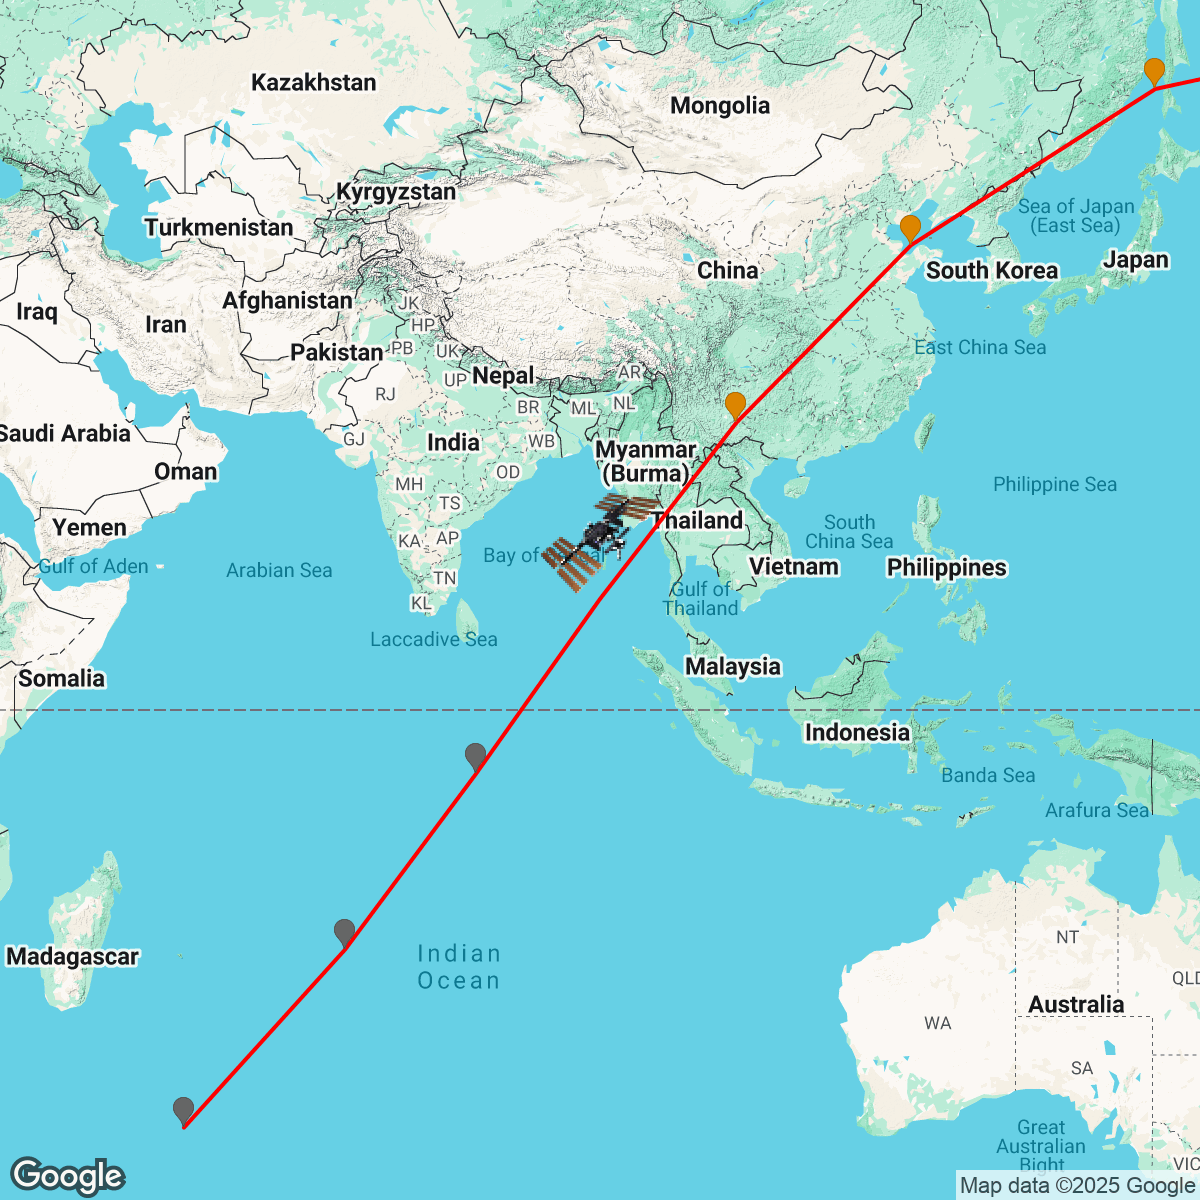 Kazakhstan
Mongolia
Kyrgyzstan
Turkmenistan
Sea of Japan
(East Sea)
China
South Korea
Japan
Afghanistan
JK
Iraq
Iran
HP
Pakistan
PB
UK
East China Sea
Nepal
AR
UP
RJ
BR
ML
NL
Saudi Arabia
GJ
India
WB
Myanmar
(Burma)
Oman
OD
MH
Philippine Sea
TS
Yemen
Thailand
South
China Sea
KA
AP
Bay of
Gulf of Aden
Arabian Sea
Vietnam
Philippines
TN
Gulf of
Thailand
KL
Laccadive Sea
Malaysia
Somalia
Indonesia
Banda Sea
Arafura Sea
NT
Madagascar
Indian
Ocean
QLD
Australia
WA
SA
Great
Australian
Bight
VIC
Google
Map data ©2025 Google